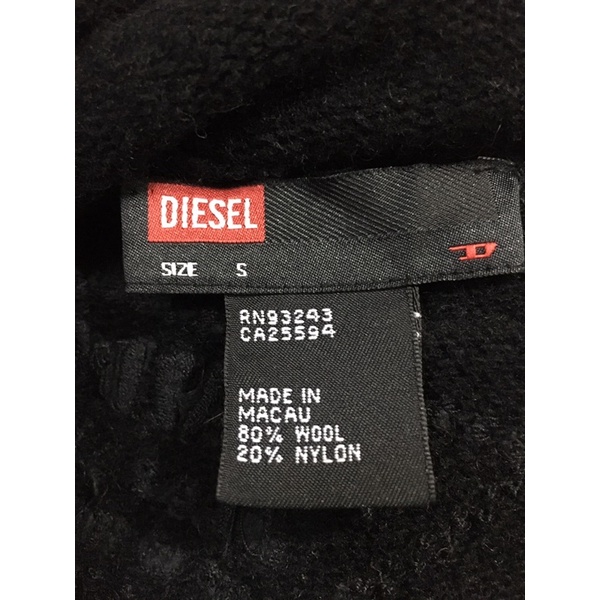 DIESEL
SIZE S
D
RN93243
CA25594
MADE IN
MACAU
80% WOOL
20% NYLON